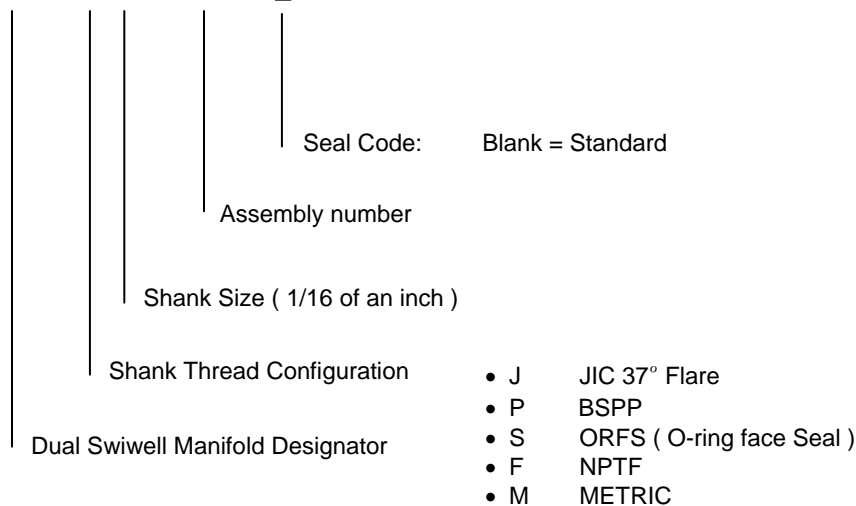 Seal Code: Blank = Standard
Assembly number
Shank Size ( 1/16 of an inch )
Shank Thread Configuration
• J JIC 37° Flare
• P BSPP
Dual Swiwell Manifold Designator
• S ORFS ( O-ring face Seal )
• F NPTF
• M METRIC